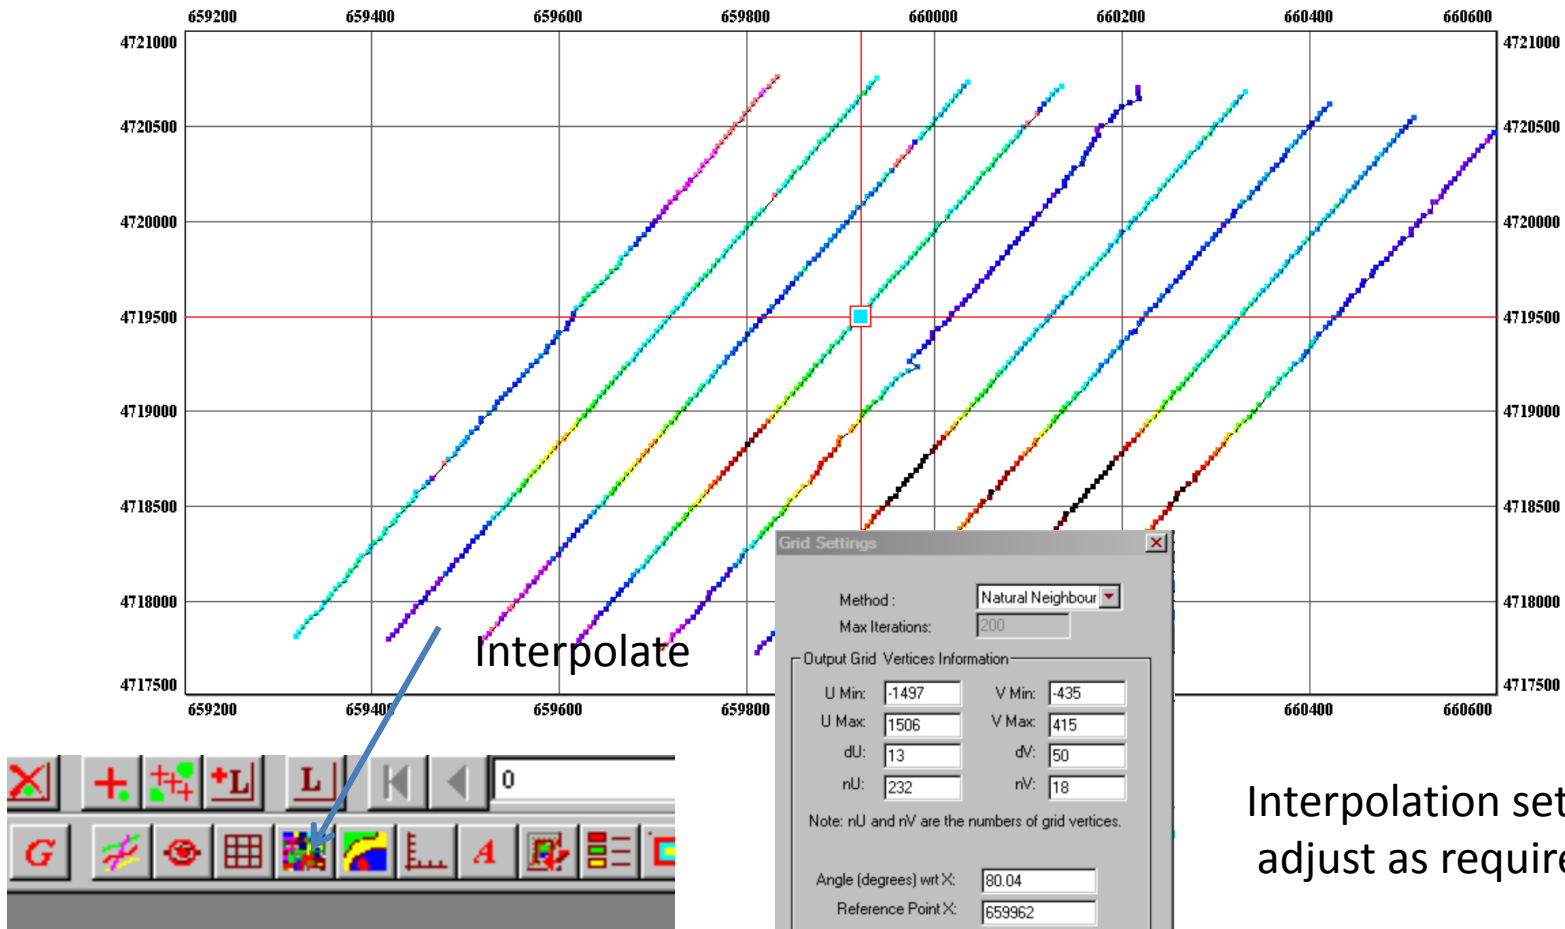 659200 659400 659600 659800 660000 660200 660400 660600
4721000 4721000
4720500 4720500
4720000 4720000
4719500 4719500
4719000 4719000
4718500 4718500
4718000 4718000
4717500 4717500
659200 659400 659600 659800 660400 660600
Interpolate
Grid Settings
Method : Natural Neighbour
Max Iterations: 200
Output Grid Vertices Information
U Min: -1497 V Min: -435
U Max: 1506 V Max: 415
dU: 13 dV: 50
nU: 232 nV: 18
Note: nU and nV are the numbers of grid vertices.
Angle (degrees) wrt X: 80.04
Reference Point X: 659962
+L L 0
G A
Interpolation set
adjust as require